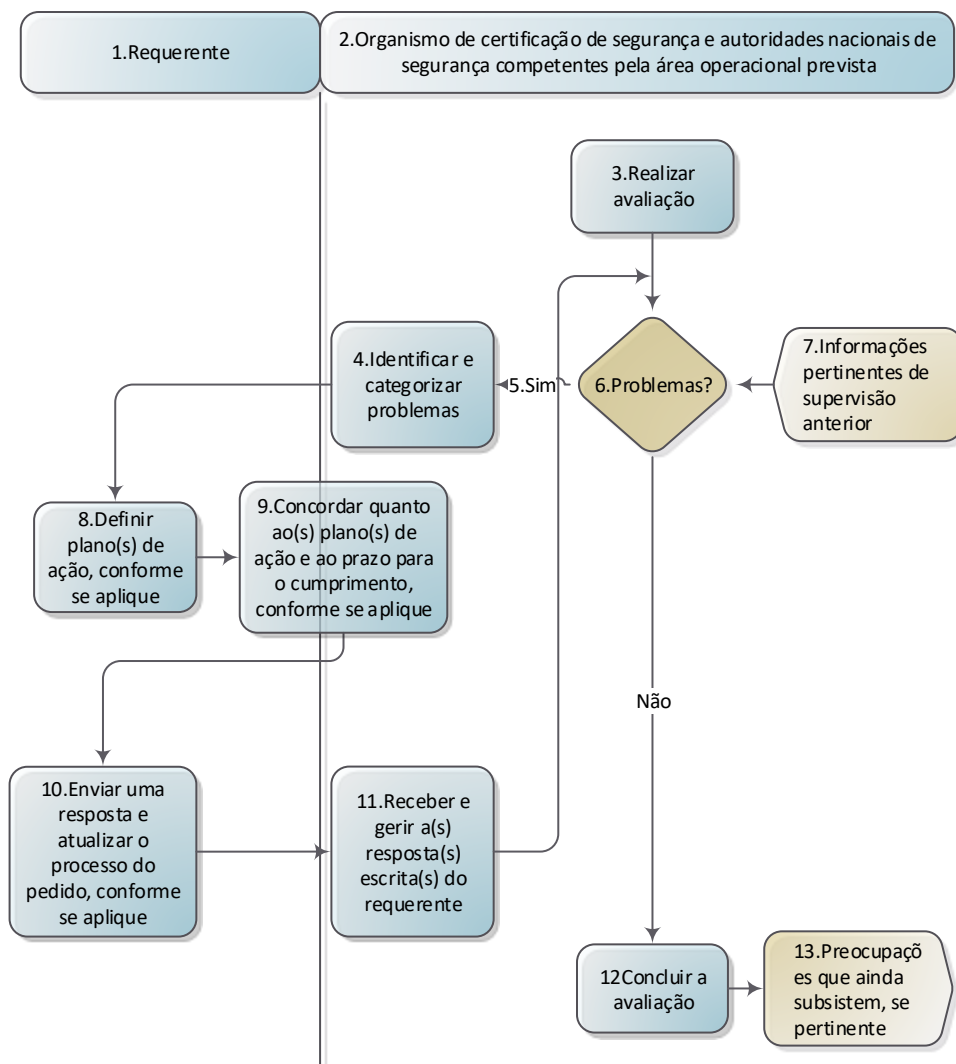 1.Requerente
2.Organismo de certificação de segurança e autoridades nacionais de
segurança competentes pela área operacional prevista
3.Realizar
avaliação
4.Identificar e
categorizar
problemas
5.Sim
6.Problemas?
7.Informações
pertinentes de
supervisão
anterior
8.Definir
plano(s) de
ação, conforme
se aplique
9.Concordar quanto
ao(s) plano(s) de
ação e ao prazo para
o cumprimento,
conforme se aplique
Não
10.Enviar uma
resposta e
atualizar o
processo do
pedido, conforme
se aplique
11.Receber e
gerir a(s)
resposta(s)
escrita(s) do
requerente
12Concluir a
avaliação
13.Preocupaçõ
es que ainda
subsistem, se
pertinente